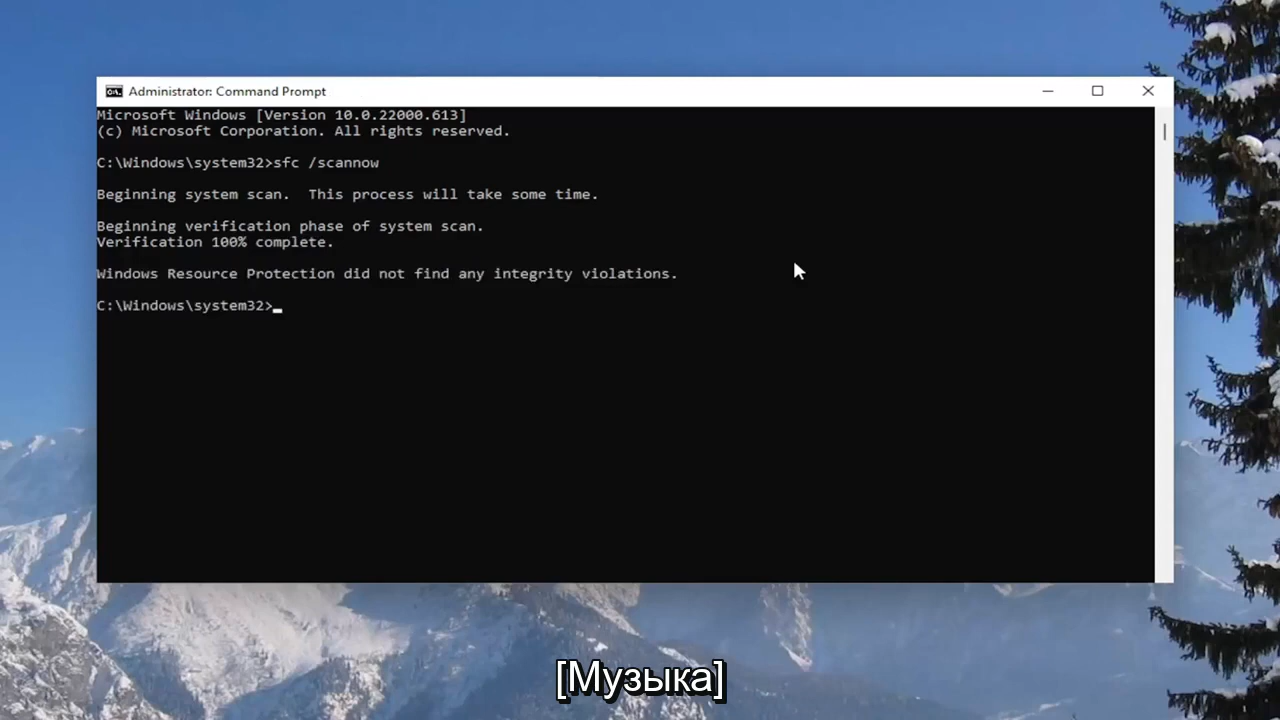 Administrator: Command Prompt
Microsoft Windows [Version 10.0.22000.613]
(c) Microsoft Corporation. All rights reserved.
C:\Windows\system32>sfc /scannow
Beginning system scan.  This process will take some time.
Beginning verification phase of system scan.
Verification 100% complete.
Windows Resource Protection did not find any integrity violations.
C:\Windows\system32>
[Музыка]